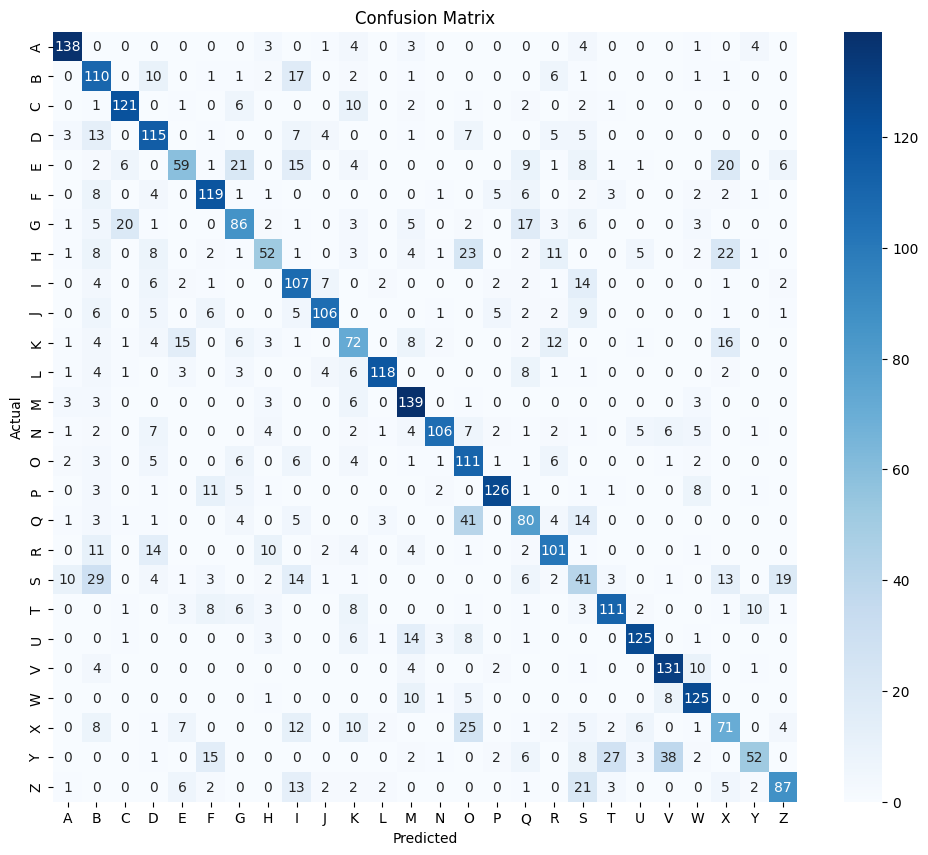 Confusion Matrix
A 138 0 0 0 0 0 0 3 0 1 4 0 3 0 0 0 0 0 4 0 0 0 1 0 4 0
B 0 110 0 10 0 1 1 2 17 0 2 0 1 0 0 0 0 6 1 0 0 0 1 1 0 0
C 0 1 121 0 1 0 6 0 0 0 10 0 2 0 1 0 2 0 2 1 0 0 0 0 0 0
D 3 13 0 115 0 1 0 0 7 4 0 0 1 0 7 0 0 5 5 0 0 0 0 0 0 0
E 0 2 6 0 59 0 21 0 15 0 4 0 0 0 0 0 9 1 8 1 1 0 0 20 0 6
F 0 8 0 4 0 119 1 1 0 0 0 0 0 1 0 5 6 0 2 3 0 0 2 2 1 0
G 1 5 20 1 0 0 86 2 1 0 3 0 5 0 2 0 17 3 6 0 0 0 3 0 0 0
H 1 8 0 8 0 2 1 52 1 0 3 0 4 1 23 0 2 11 0 0 5 0 2 22 1 0
I 0 4 0 6 2 1 0 0 107 7 0 2 0 0 0 2 2 1 14 0 0 0 0 1 0 2
J 0 6 0 5 0 6 0 0 5 106 0 0 0 1 0 5 2 2 9 0 0 0 0 1 0 1
K 1 4 1 4 15 0 6 3 1 0 72 0 8 2 0 0 2 12 0 0 1 0 0 16 0 0
L 1 4 1 0 3 0 3 0 0 4 6 118 0 0 0 0 8 1 1 0 0 0 0 2 0 0
M 3 3 0 0 0 0 0 3 0 0 6 0 139 0 1 0 0 0 0 0 0 0 3 0 0 0
N 1 2 0 7 0 0 0 4 0 0 2 1 4 106 7 2 1 2 1 0 5 6 5 0 1 0
O 2 3 0 5 0 0 6 0 6 0 4 0 1 1 111 1 1 6 0 0 0 1 2 0 0 0
P 0 3 0 1 0 11 5 1 0 0 0 0 0 2 0 126 1 0 1 1 0 0 8 0 1 0
Q 1 3 1 1 0 0 4 0 5 0 0 3 0 0 41 0 80 4 14 0 0 0 0 0 0 0
R 0 11 0 14 0 0 0 10 0 2 4 0 4 0 1 0 2 101 1 0 0 0 1 0 0 0
S 10 29 0 4 1 3 0 2 14 1 1 0 0 0 0 0 6 2 41 3 0 1 0 13 0 19
T 0 0 1 0 3 8 6 3 0 0 8 0 0 0 1 0 1 0 3 111 2 0 0 1 10 1
U 0 0 1 0 0 0 0 3 0 0 6 1 14 3 8 0 1 0 0 0 125 0 1 0 0 0
V 0 4 0 0 0 0 0 0 0 0 0 0 4 0 0 2 0 0 1 0 0 131 10 0 1 0
W 0 0 0 0 0 0 0 1 0 0 0 0 10 1 5 0 0 0 0 0 0 8 125 0 0 0
X 0 8 0 1 7 0 0 0 12 0 10 2 0 0 25 0 1 2 5 2 6 0 1 71 0 4
Y 0 0 0 1 0 15 0 0 0 0 0 0 2 1 0 2 6 0 8 27 3 38 2 0 52 0
Z 1 0 0 0 6 2 0 0 13 2 2 2 0 0 0 0 1 0 21 3 0 0 0 5 2 87
A B C D E F G H I J K L M N O P Q R S T U V W X Y Z
Actual
Predicted
120
100
80
60
40
20
0